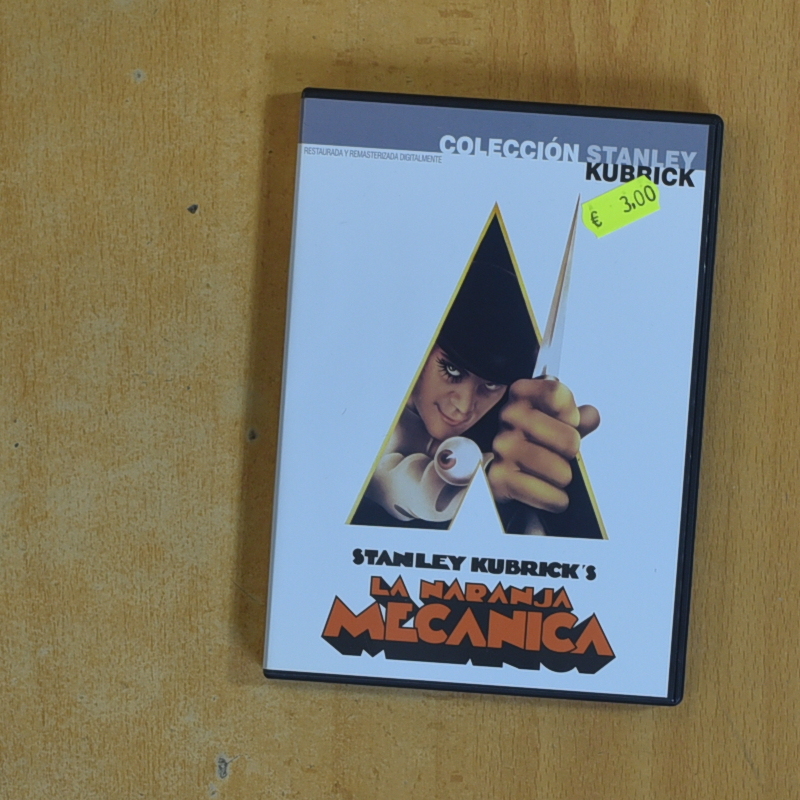 COLECCIÓN STANLEY
KUBRICK
RESTAURADA Y REMASTERIZADA DIGITALMENTE
€ 3,00
STANLEY KUBRICK'S
LA NARANJA
MECANICA